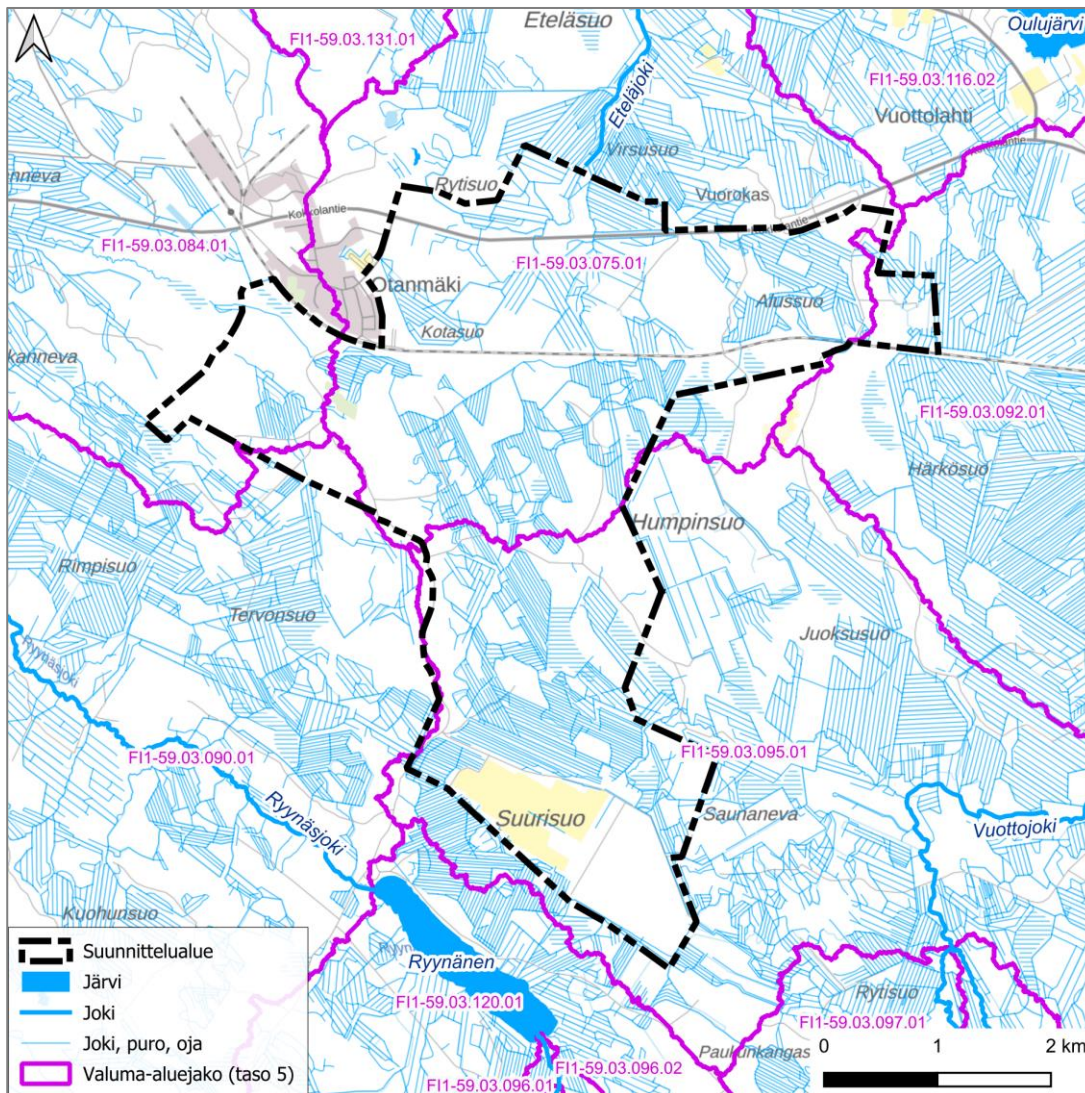 Eteläsuo
Oulujärvi
FI1-59.03.131.01
Eteläjoki
FI1-59.03.116.02
Vuottolahti
Virsusuo
Rytisuo
Vuorokas
Kokkolantie
FI1-59.03.084.01
FI1-59.03.075.01
Otanmäki
Alussuo
Kotasuo
kanneva
FI1-59.03.092.01
Härkösuo
Humpinsuo
Rimpisuo
Tervonsuo
Juoksusuo
Ryynäsjoki
FI1-59.03.090.01
FI1-59.03.095.01
Ryynäsjoki
Suurisuo
Saunaneva
Vuottojoki
Kuohunsuo
Ryynänen
FI1-59.03.120.01
Rytisuo
FI1-59.03.097.01
Paukunkangas
FI1-59.03.096.02
FI1-59.03.096.01
Suunnittelualue
Järvi
Joki
Joki, puro, oja
Valuma-aluejako (taso 5)
0 1 2 km